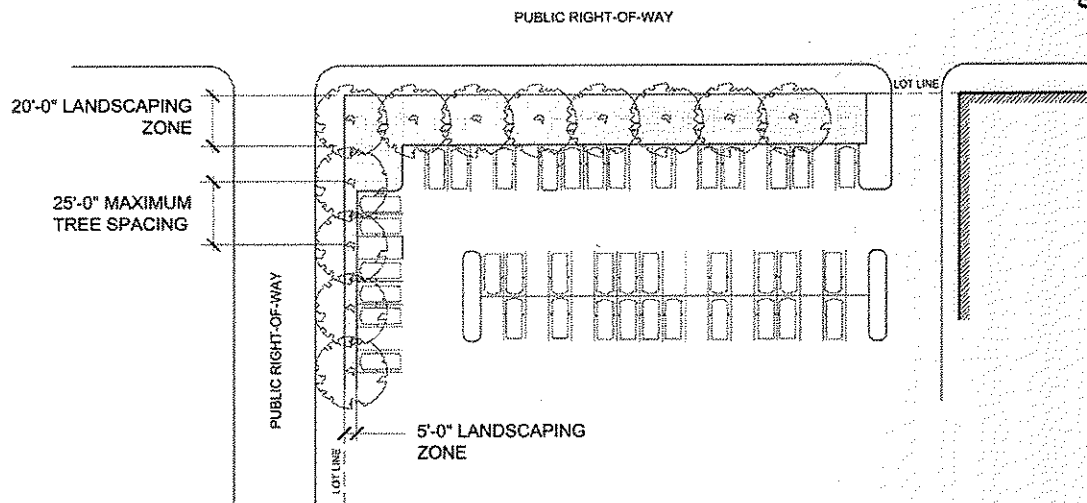 PUBLIC RIGHT-OF-WAY
LOT LINE
20'-0" LANDSCAPING
ZONE
25'-0" MAXIMUM
TREE SPACING
PUBLIC RIGHT-OF-WAY
5'-0" LANDSCAPING
ZONE
LOT LINE